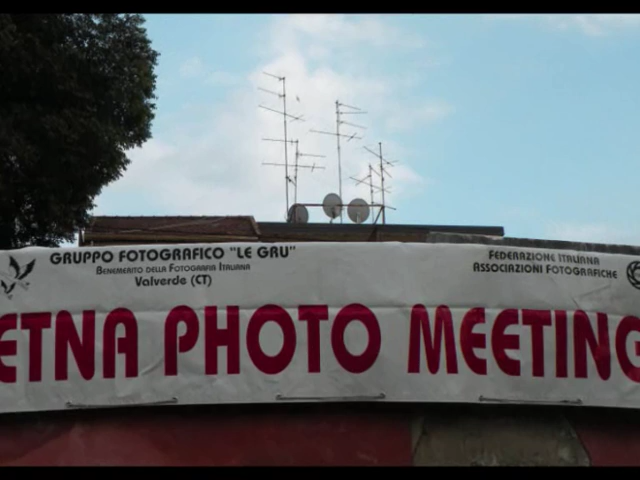 GRUPPO FOTOGRAFICO "LE GRU"
BENEMERITO DELLA FOTOGRAFIA ITALIANA
VALVERDE (CT)
FEDERAZIONE ITALIANA
ASSOCIAZIONI FOTOGRAFICHE
ETNA PHOTO MEETING